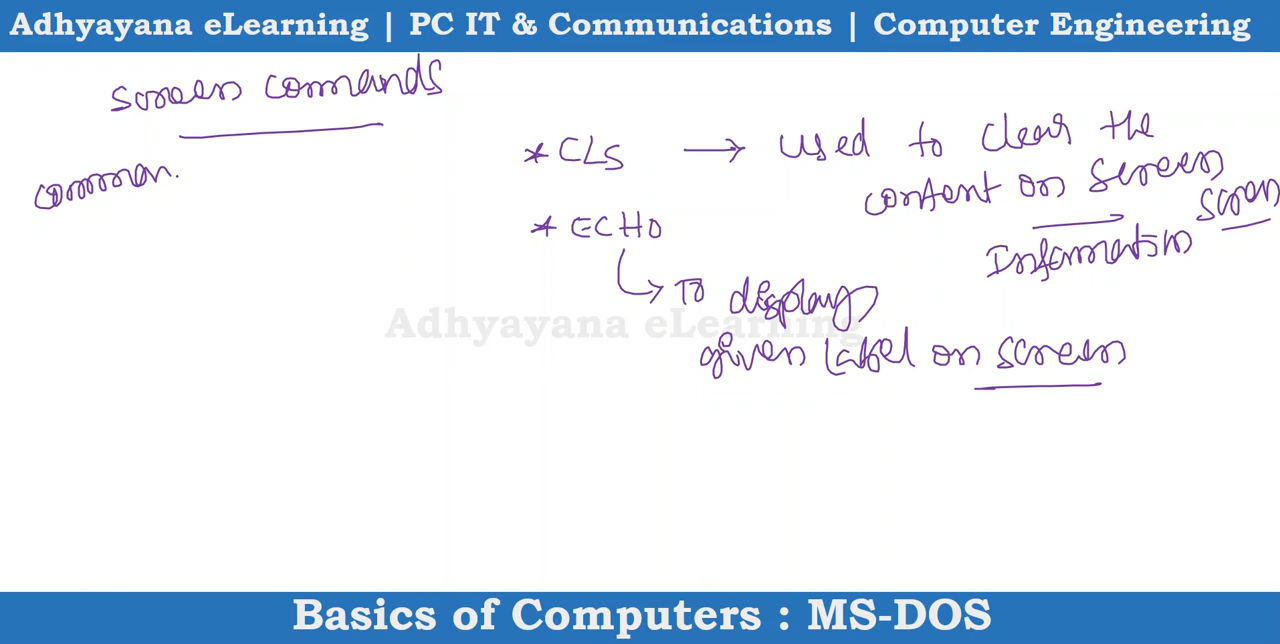 Adhyayana eLearning | PC IT & Communications | Computer Engineering
Screen commands
common.
* CLS → used to clear the
content on screen
screen
Information
* ECHO
To display
Adhyayana eLearning
given label on screen
Basics of Computers : MS-DOS